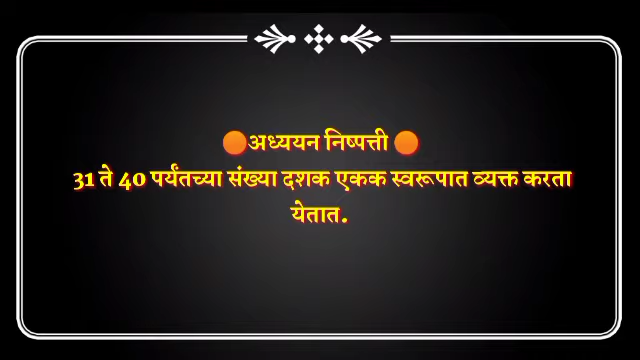 🟠अध्ययन निष्पत्ती 🟠
31 ते 40 पर्यंतच्या संख्या दशक एकक स्वरूपात व्यक्त करता
येतात.